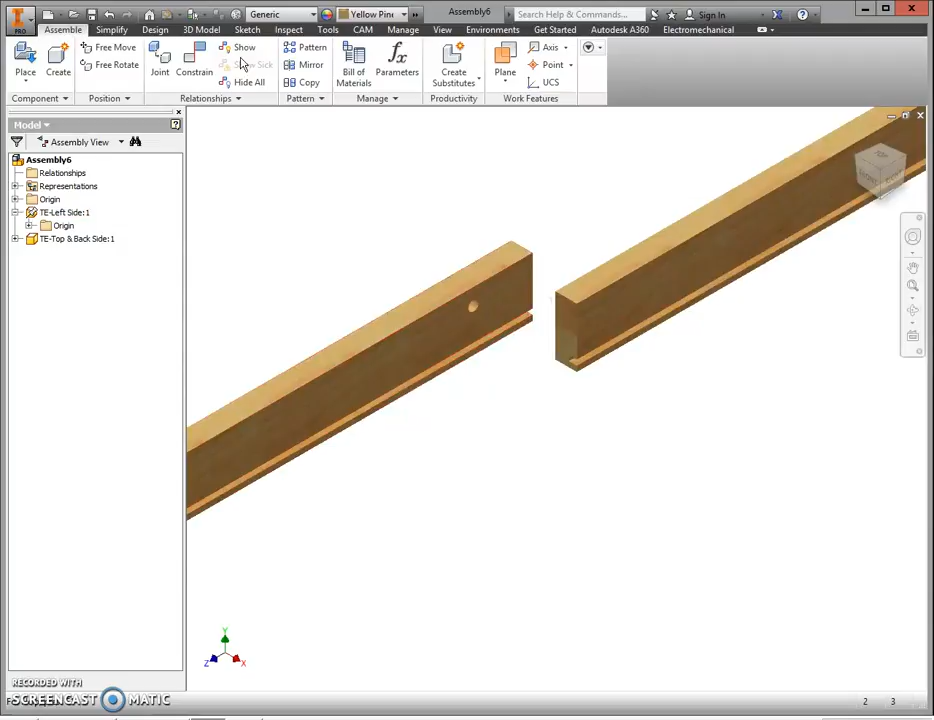 Generic
Yellow Pine
Assembly6
Search Help & Commands...
Sign In
PRO
Assemble
Simplify
Design
3D Model
Sketch
Inspect
Tools
CAM
Manage
View
Environments
Get Started
Autodesk A360
Electromechanical
Place
Create
Free Move
Free Rotate
Joint
Constrain
Show
Sick
Hide All
Pattern
Mirror
Copy
Bill of
Materials
Parameters
Create
Substitutes
Plane
Axis
Point
UCS
Component
Position
Relationships
Pattern
Manage
Productivity
Work Features
Model
Assembly View
Assembly6
Relationships
Representations
Origin
TE-Left Side:1
Origin
TE-Top & Back Side:1
TOP
Y
Z
X
RECORDED WITH
SCREENCAST MATIC
2 3